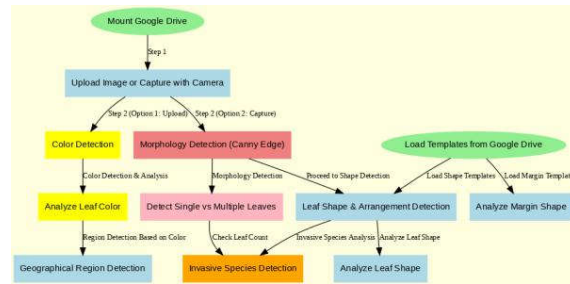 Mount Google Drive
Step 1
Upload Image or Capture with Camera
Step 2 (Option 1: Upload)
Step 2 (Option 2: Capture)
Color Detection
Morphology Detection (Canny Edge)
Load Templates from Google Drive
Color Detection & Analysis
Morphology Detection
Proceed to Shape Detection
Load Shape Templates
Load Margin Template
Analyze Leaf Color
Detect Single vs Multiple Leaves
Leaf Shape & Arrangement Detection
Analyze Margin Shape
Region Detection Based on Color
Check Leaf Count
Invasive Species Analysis
Analyze Leaf Shape
Geographical Region Detection
Invasive Species Detection
Analyze Leaf Shape